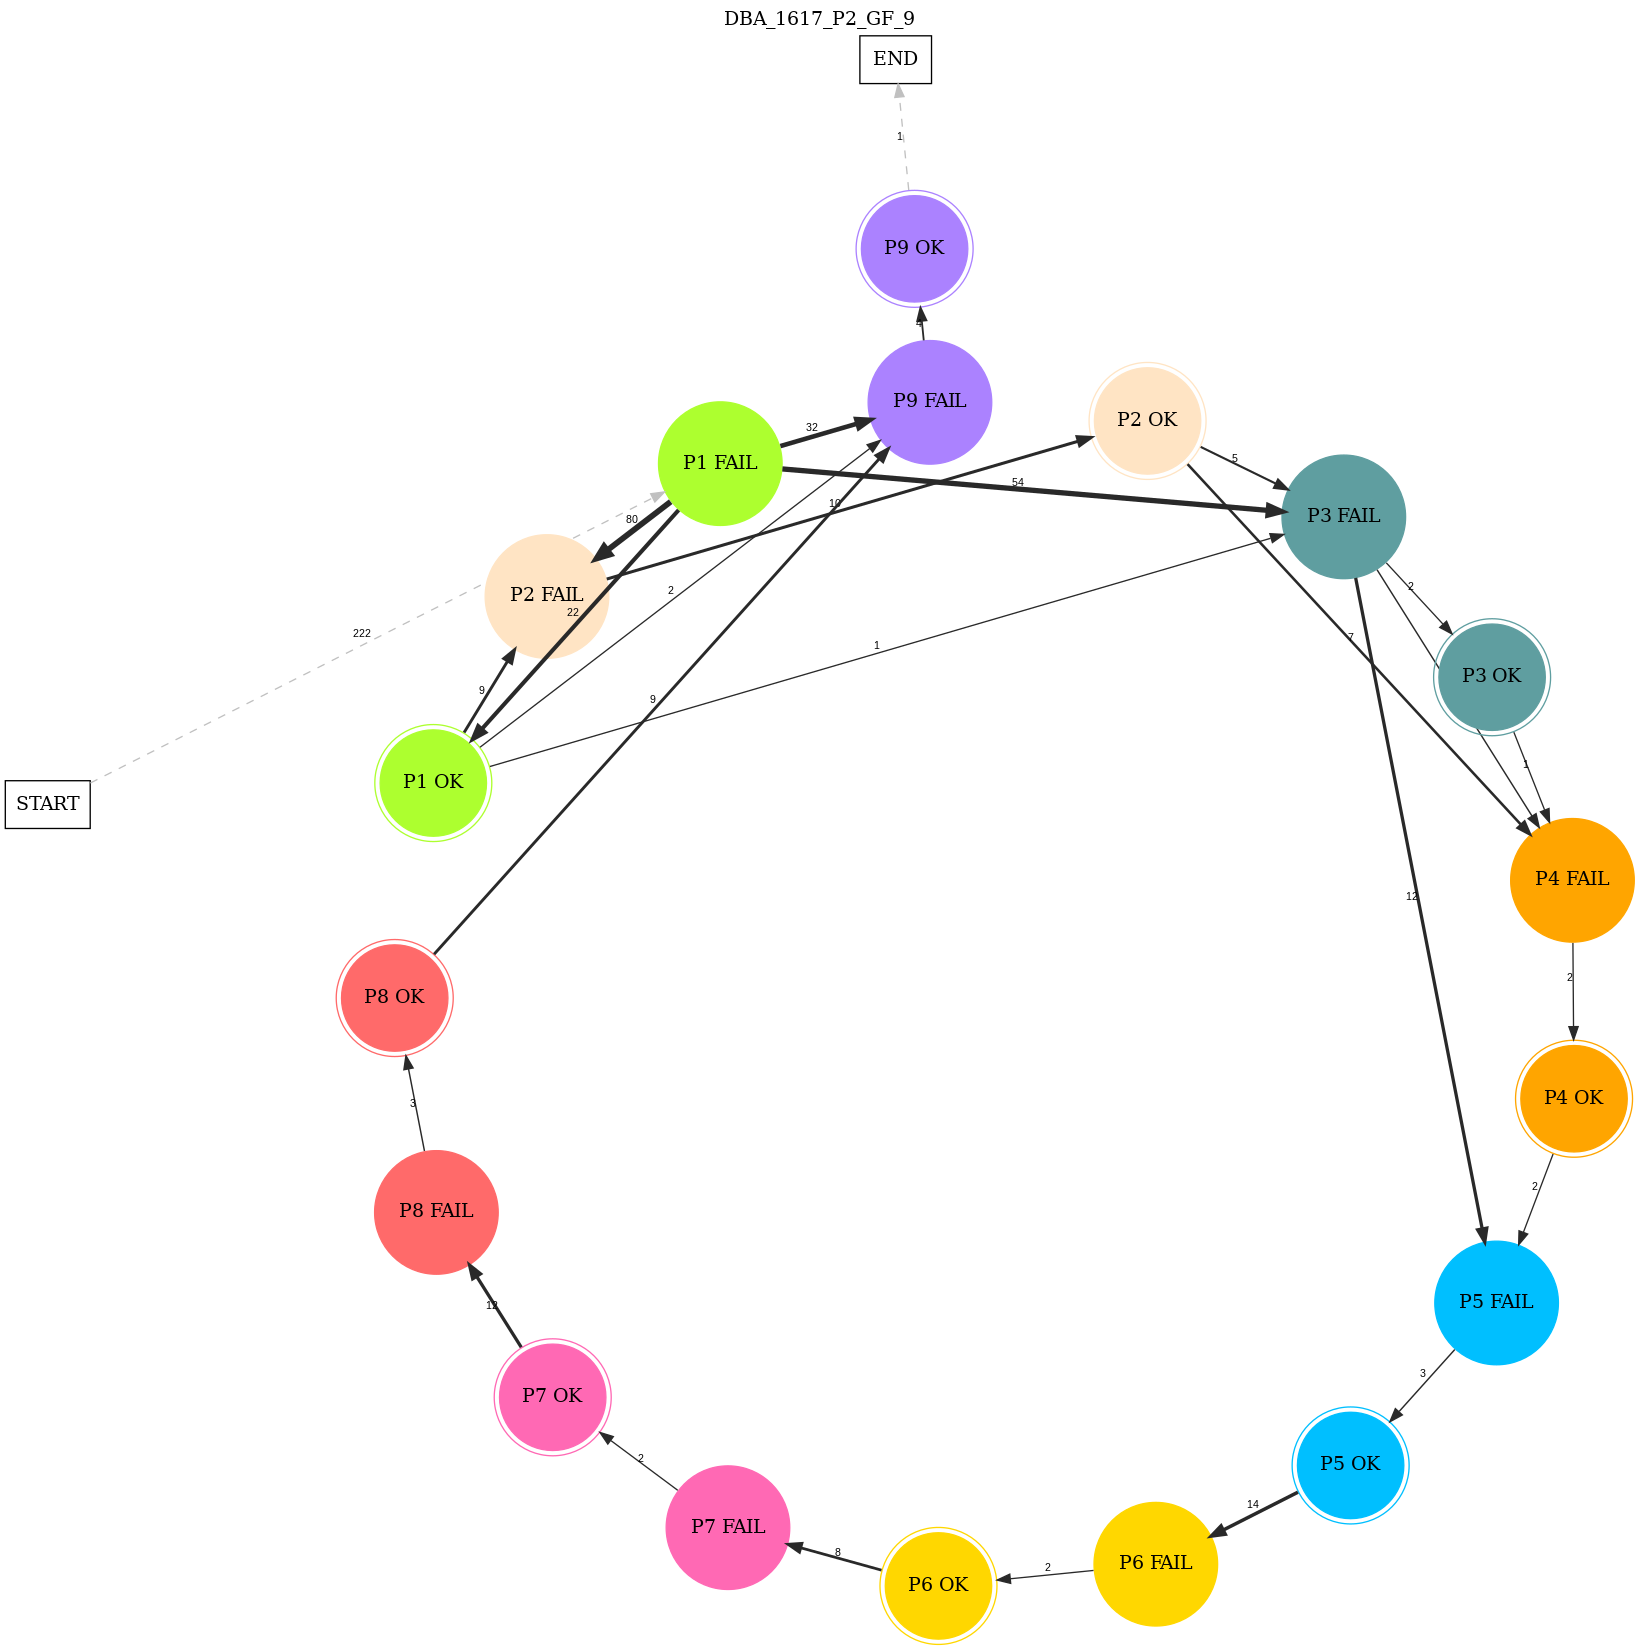 DBA_1617_P2_GF_9
END
1
P9 OK
4
P9 FAIL
P2 OK
32
P1 FAIL
5
54
10
80
P3 FAIL
P2 FAIL
2
2
22
222
7
1
P3 OK
9
9
1
P1 OK
START
P4 FAIL
12
2
P8 OK
P4 OK
3
2
P8 FAIL
P5 FAIL
12
3
P7 OK
2
P5 OK
14
P7 FAIL
8
2
P6 FAIL
P6 OK